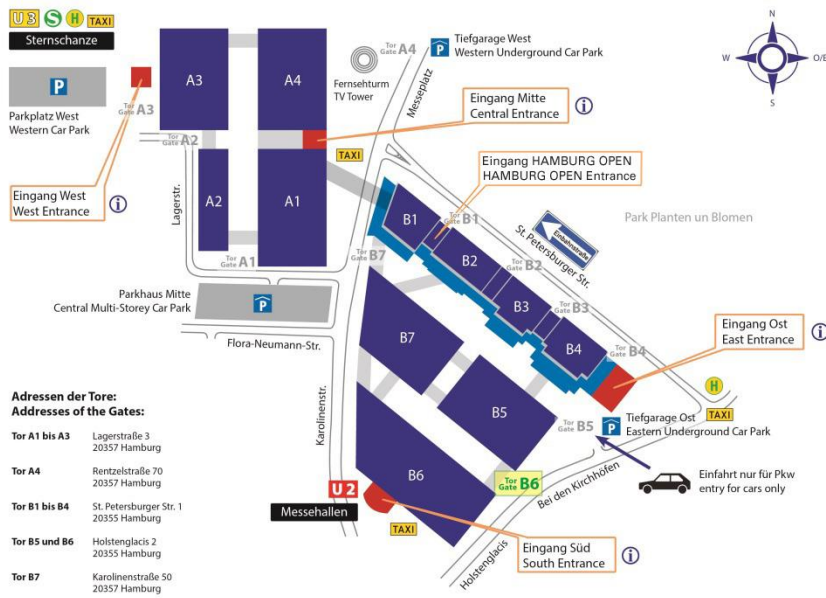 U3 S H TAXI
Sternschanze
P
Parkplatz West
Western Car Park
Tor
Gate A3
A3
A4
Tor
Gate A2
Eingang West
West Entrance
i
Lagerstr.
A2
A1
Tor
Gate A1
Fernsehturm
TV Tower
Tor
Gate A4
P
Tiefgarage West
Western Underground Car Park
Messeplatz
N
W
O/E
S
Eingang Mitte
Central Entrance
i
TAXI
Eingang HAMBURG OPEN
HAMBURG OPEN Entrance
B1
Tor
Gate B1
Park Planten un Blomen
Einbahnstraße
St. Petersburger Str.
B2
Tor
Gate B2
B3
Tor
Gate B3
B4
Tor
Gate B4
Tor
Gate B7
Parkhaus Mitte
Central Multi-Storey Car Park
P
Flora-Neumann-Str.
B7
Eingang Ost
East Entrance
i
H
TAXI
Karolinenstr.
B5
Tor
Gate B5
P
Tiefgarage Ost
Eastern Underground Car Park
B6
Tor
Gate B6
Bei den Kirchhöfen
Einfahrt nur für Pkw
entry for cars only
U2
Messehallen
TAXI
Holstenglacis
Eingang Süd
South Entrance
i
Adressen der Tore:
Addresses of the Gates:
Tor A1 bis A3 Lagerstraße 3
20357 Hamburg
Tor A4 Rentzelstraße 70
20357 Hamburg
Tor B1 bis B4 St. Petersburger Str. 1
20355 Hamburg
Tor B5 und B6 Holstenglacis 2
20355 Hamburg
Tor B7 Karolinenstraße 50
20357 Hamburg